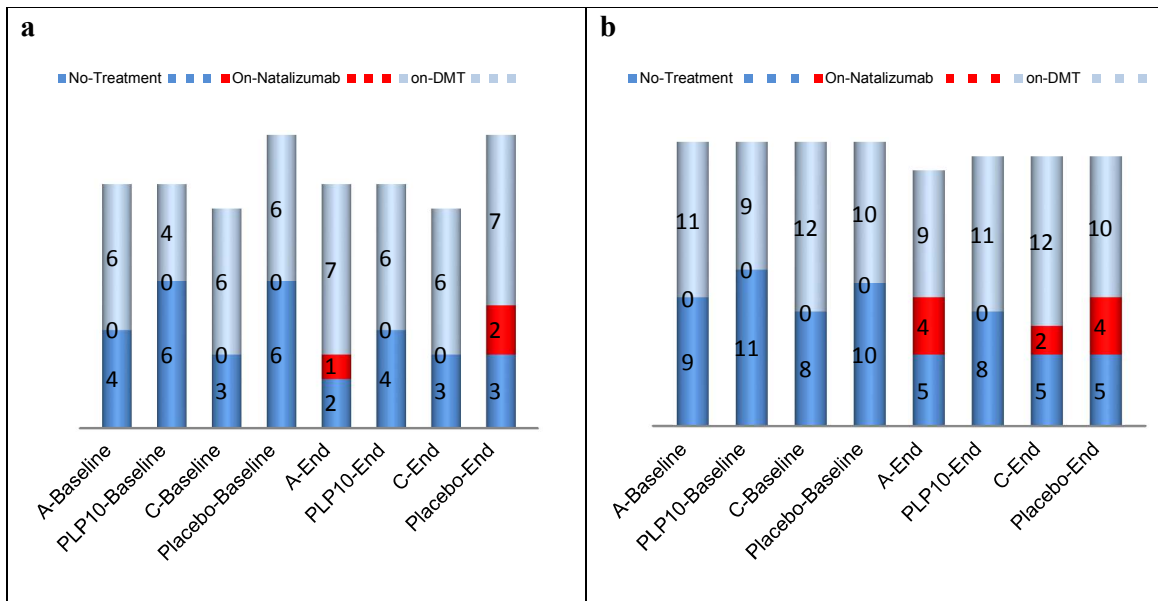 a
No-Treatment On-Natalizumab on-DMT
6 4 6 6 7 6 6 7
0 0 0 0 1 0 0 2
4 6 3 6 2 4 3 3
A-Baseline
PLP10-Baseline
C-Baseline
Placebo-Baseline
A-End
PLP10-End
C-End
Placebo-End
b
No-Treatment On-Natalizumab on-DMT
11 9 12 10 9 11 12 10
0 0 0 0 4 0 2 4
9 11 8 10 5 8 5 5
A-Baseline
PLP10-Baseline
C-Baseline
Placebo-Baseline
A-End
PLP10-End
C-End
Placebo-End